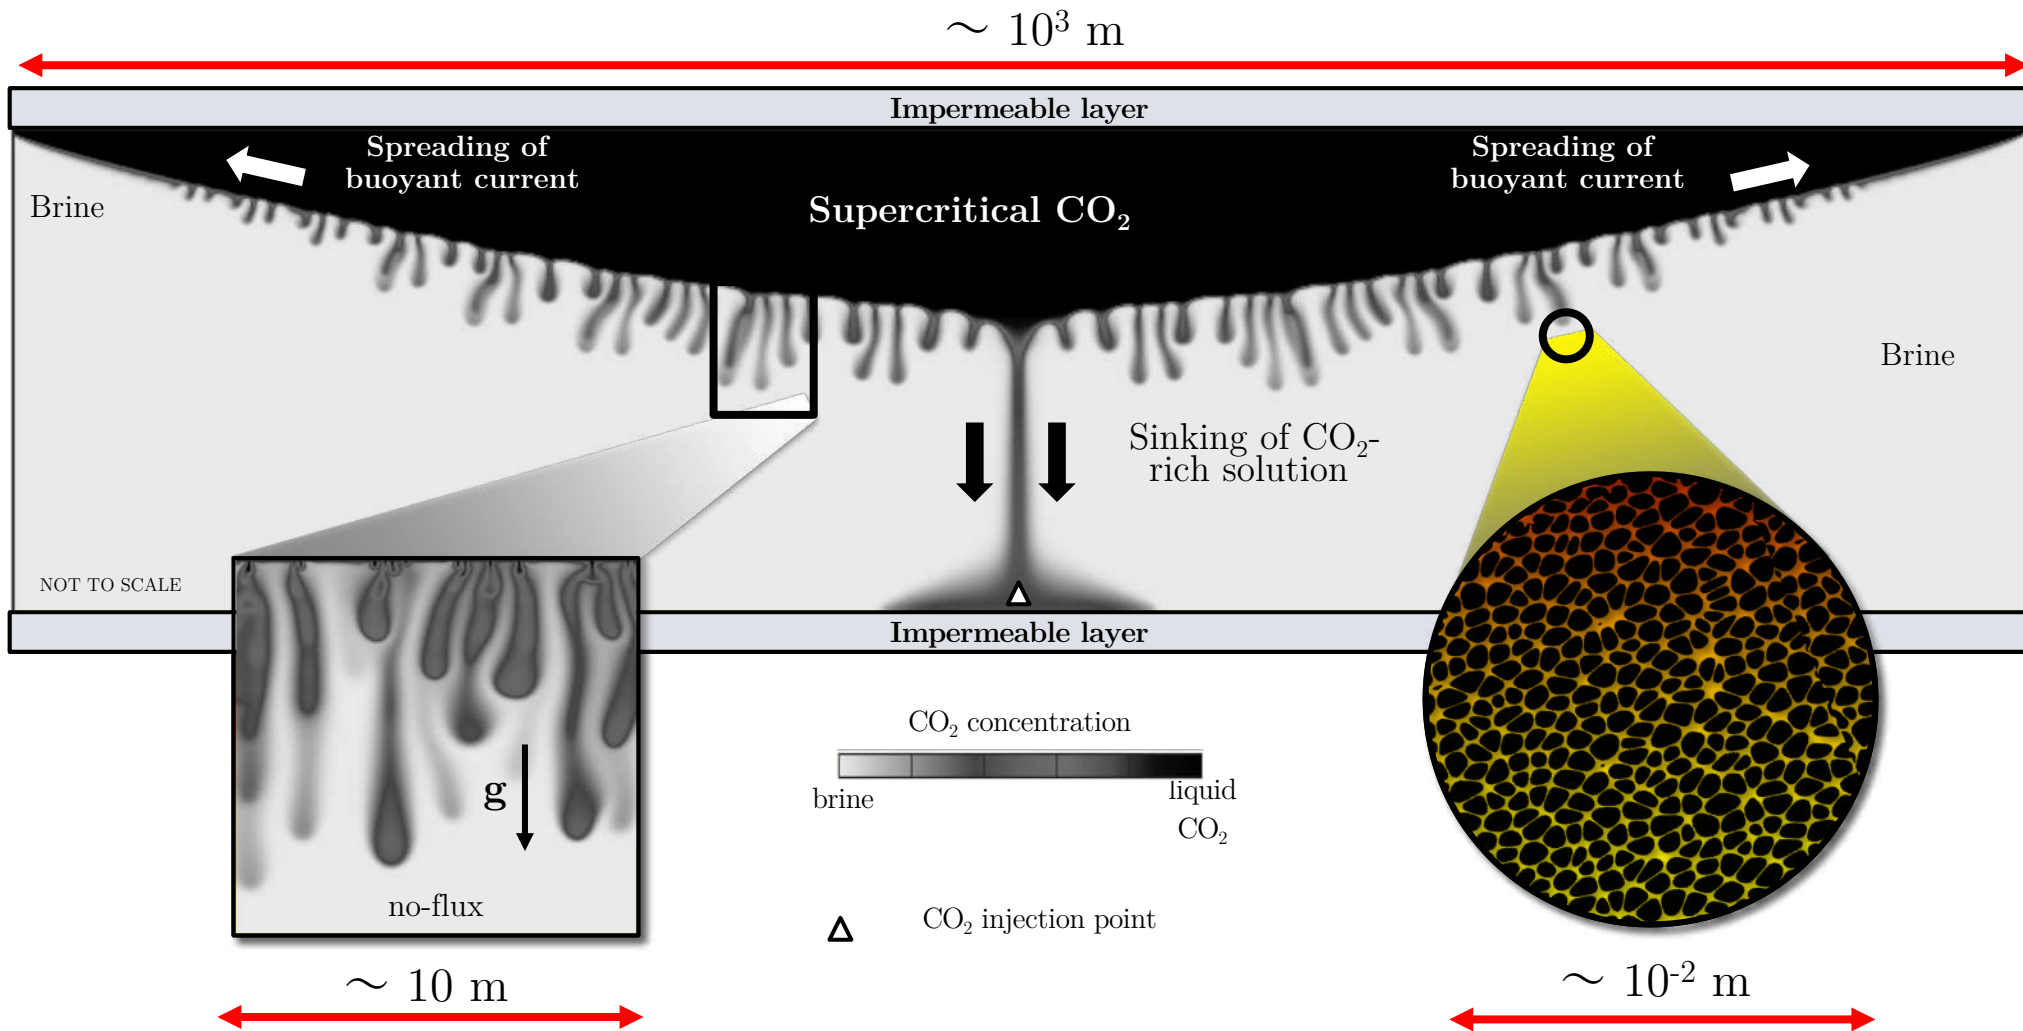 ∼ 10³ m
Impermeable layer
Spreading of
buoyant current
Spreading of
buoyant current
Brine
Supercritical CO₂
Brine
Sinking of CO₂-
rich solution
NOT TO SCALE
Impermeable layer
g
no-flux
CO₂ concentration
brine
liquid
CO₂
CO₂ injection point
∼ 10 m
∼ 10⁻² m